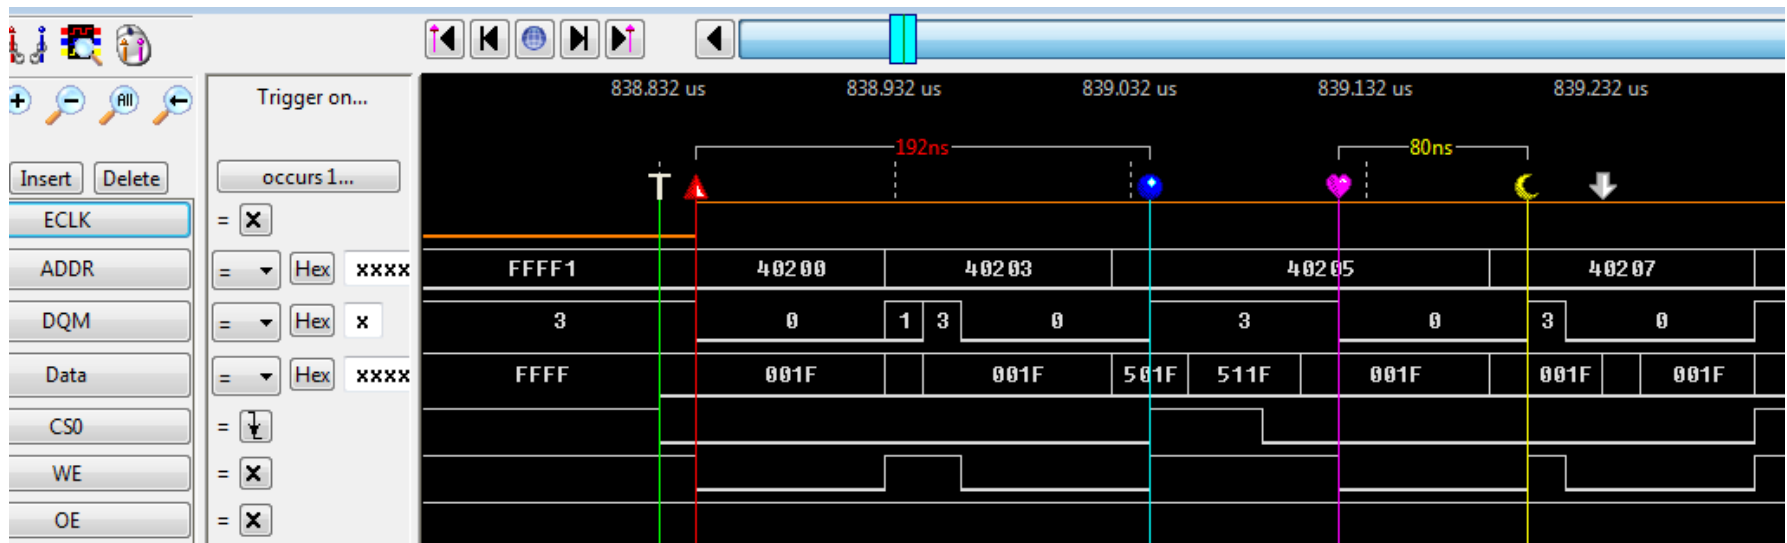 838.832 us 838.932 us 839.032 us 839.132 us 839.232 us
All Trigger on...
192ns 80ns
Insert Delete occurs 1...
T
ECLK = X
ADDR = Hex xxxx FFFF1 40200 40203 40205 40207
DQM = Hex x 3 0 1 3 0 3 0 3 0
Data = Hex xxxx FFFF 001F 001F 501F 511F 001F 001F 001F
CS0 =
WE = X
OE = X